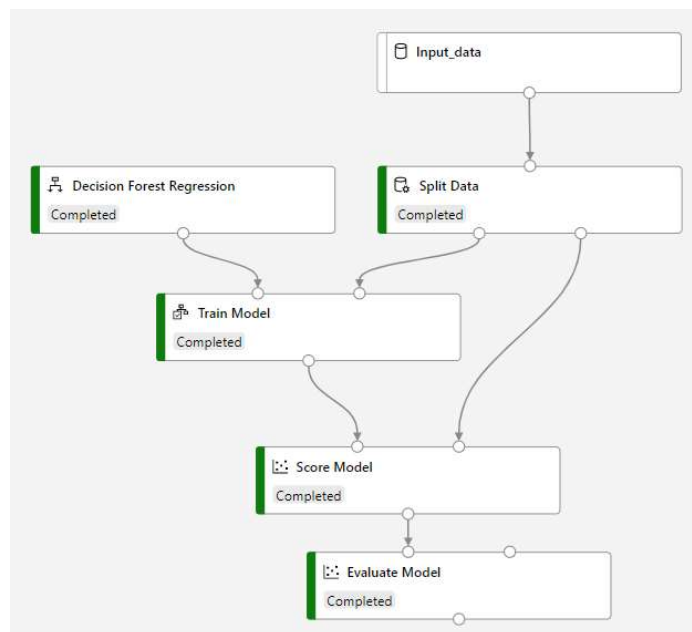 Input_data
Decision Forest Regression
Completed
Split Data
Completed
Train Model
Completed
Score Model
Completed
Evaluate Model
Completed